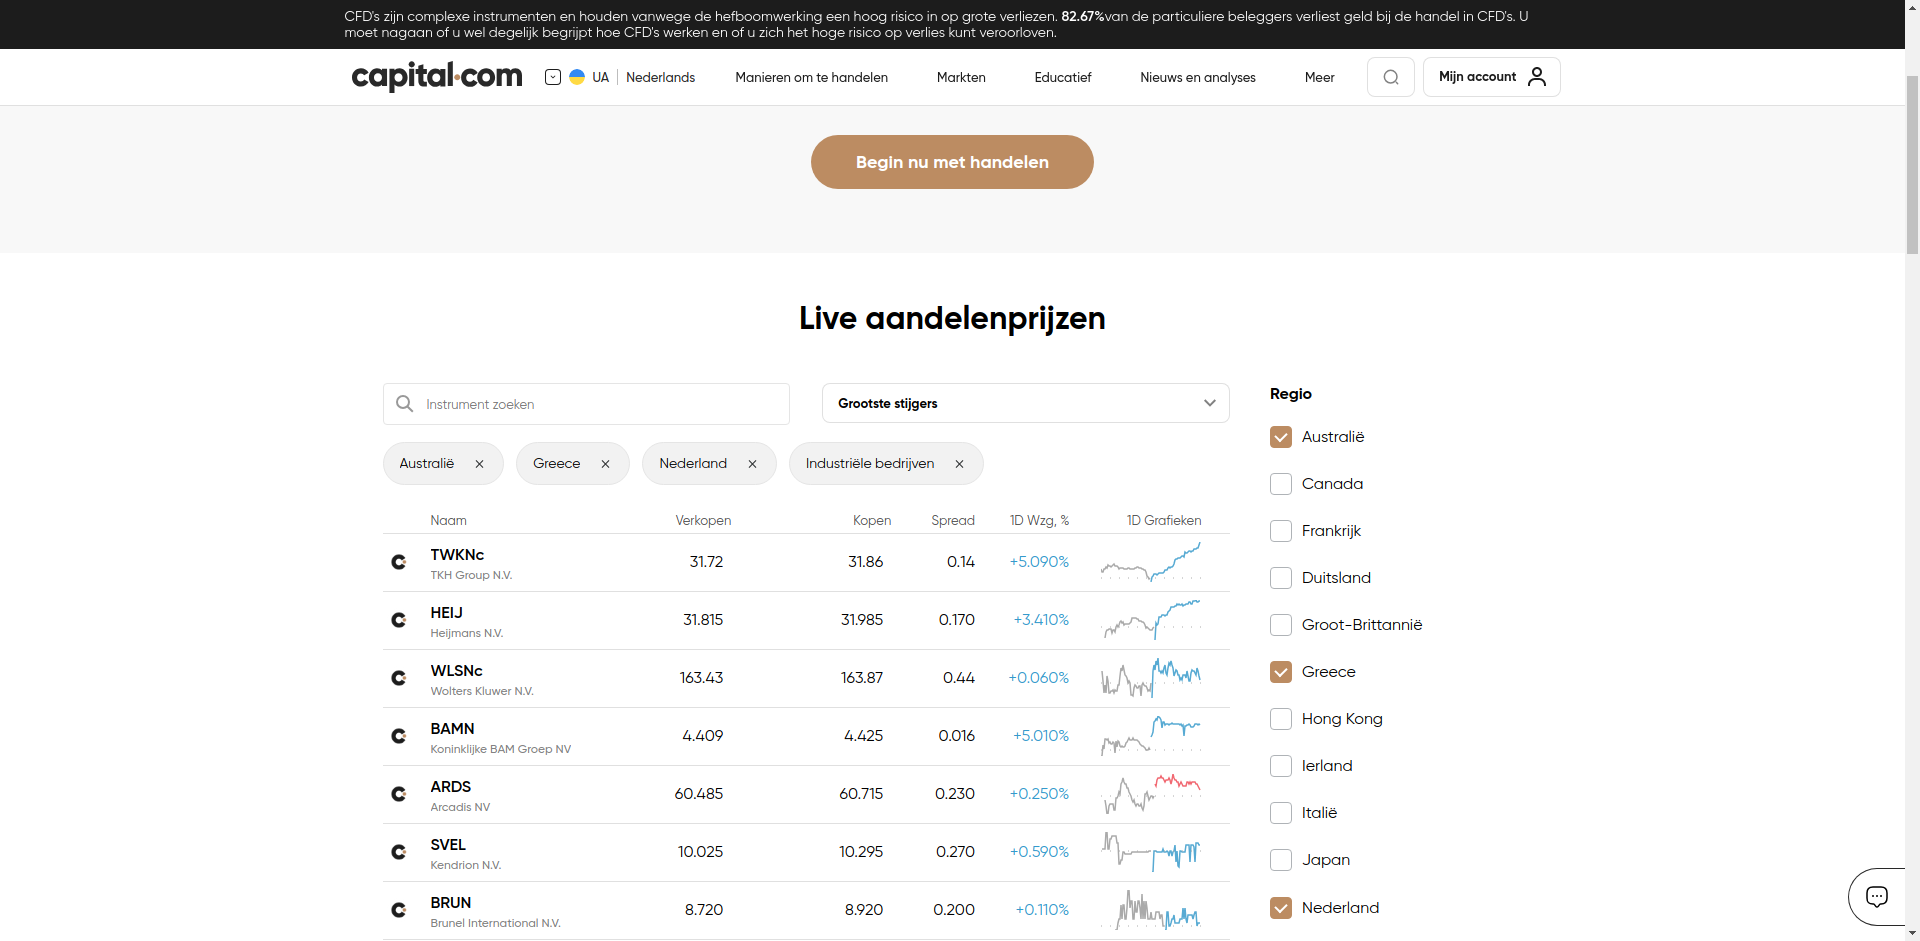 CFD's zijn complexe instrumenten en houden vanwege de hefboomwerking een hoog risico in op grote verliezen. 82.67%van de particuliere beleggers verliest geld bij de handel in CFD's. U
moet nagaan of u wel degelijk begrijpt hoe CFD's werken en of u zich het hoge risico op verlies kunt veroorloven.
capital.com UA Nederlands Manieren om te handelen Markten Educatief Nieuws en analyses Meer Mijn account
Begin nu met handelen
Live aandelenprijzen
Instrument zoeken
Grootste stijgers
Australië Greece Nederland Industriële bedrijven
Naam Verkopen Kopen Spread 1D Wzg, % 1D Grafieken
TWKNc 31.72 31.86 0.14 +5.090%
TKH Group N.V.
HEIJ 31.815 31.985 0.170 +3.410%
Heijmans N.V.
WLSNc 163.43 163.87 0.44 +0.060%
Wolters Kluwer N.V.
BAMN 4.409 4.425 0.016 +5.010%
Koninklijke BAM Groep NV
ARDS 60.485 60.715 0.230 +0.250%
Arcadis NV
SVEL 10.025 10.295 0.270 +0.590%
Kendrion N.V.
BRUN 8.720 8.920 0.200 +0.110%
Brunel International N.V.
Regio
Australië
Canada
Frankrijk
Duitsland
Groot-Brittannië
Greece
Hong Kong
Ierland
Italië
Japan
Nederland